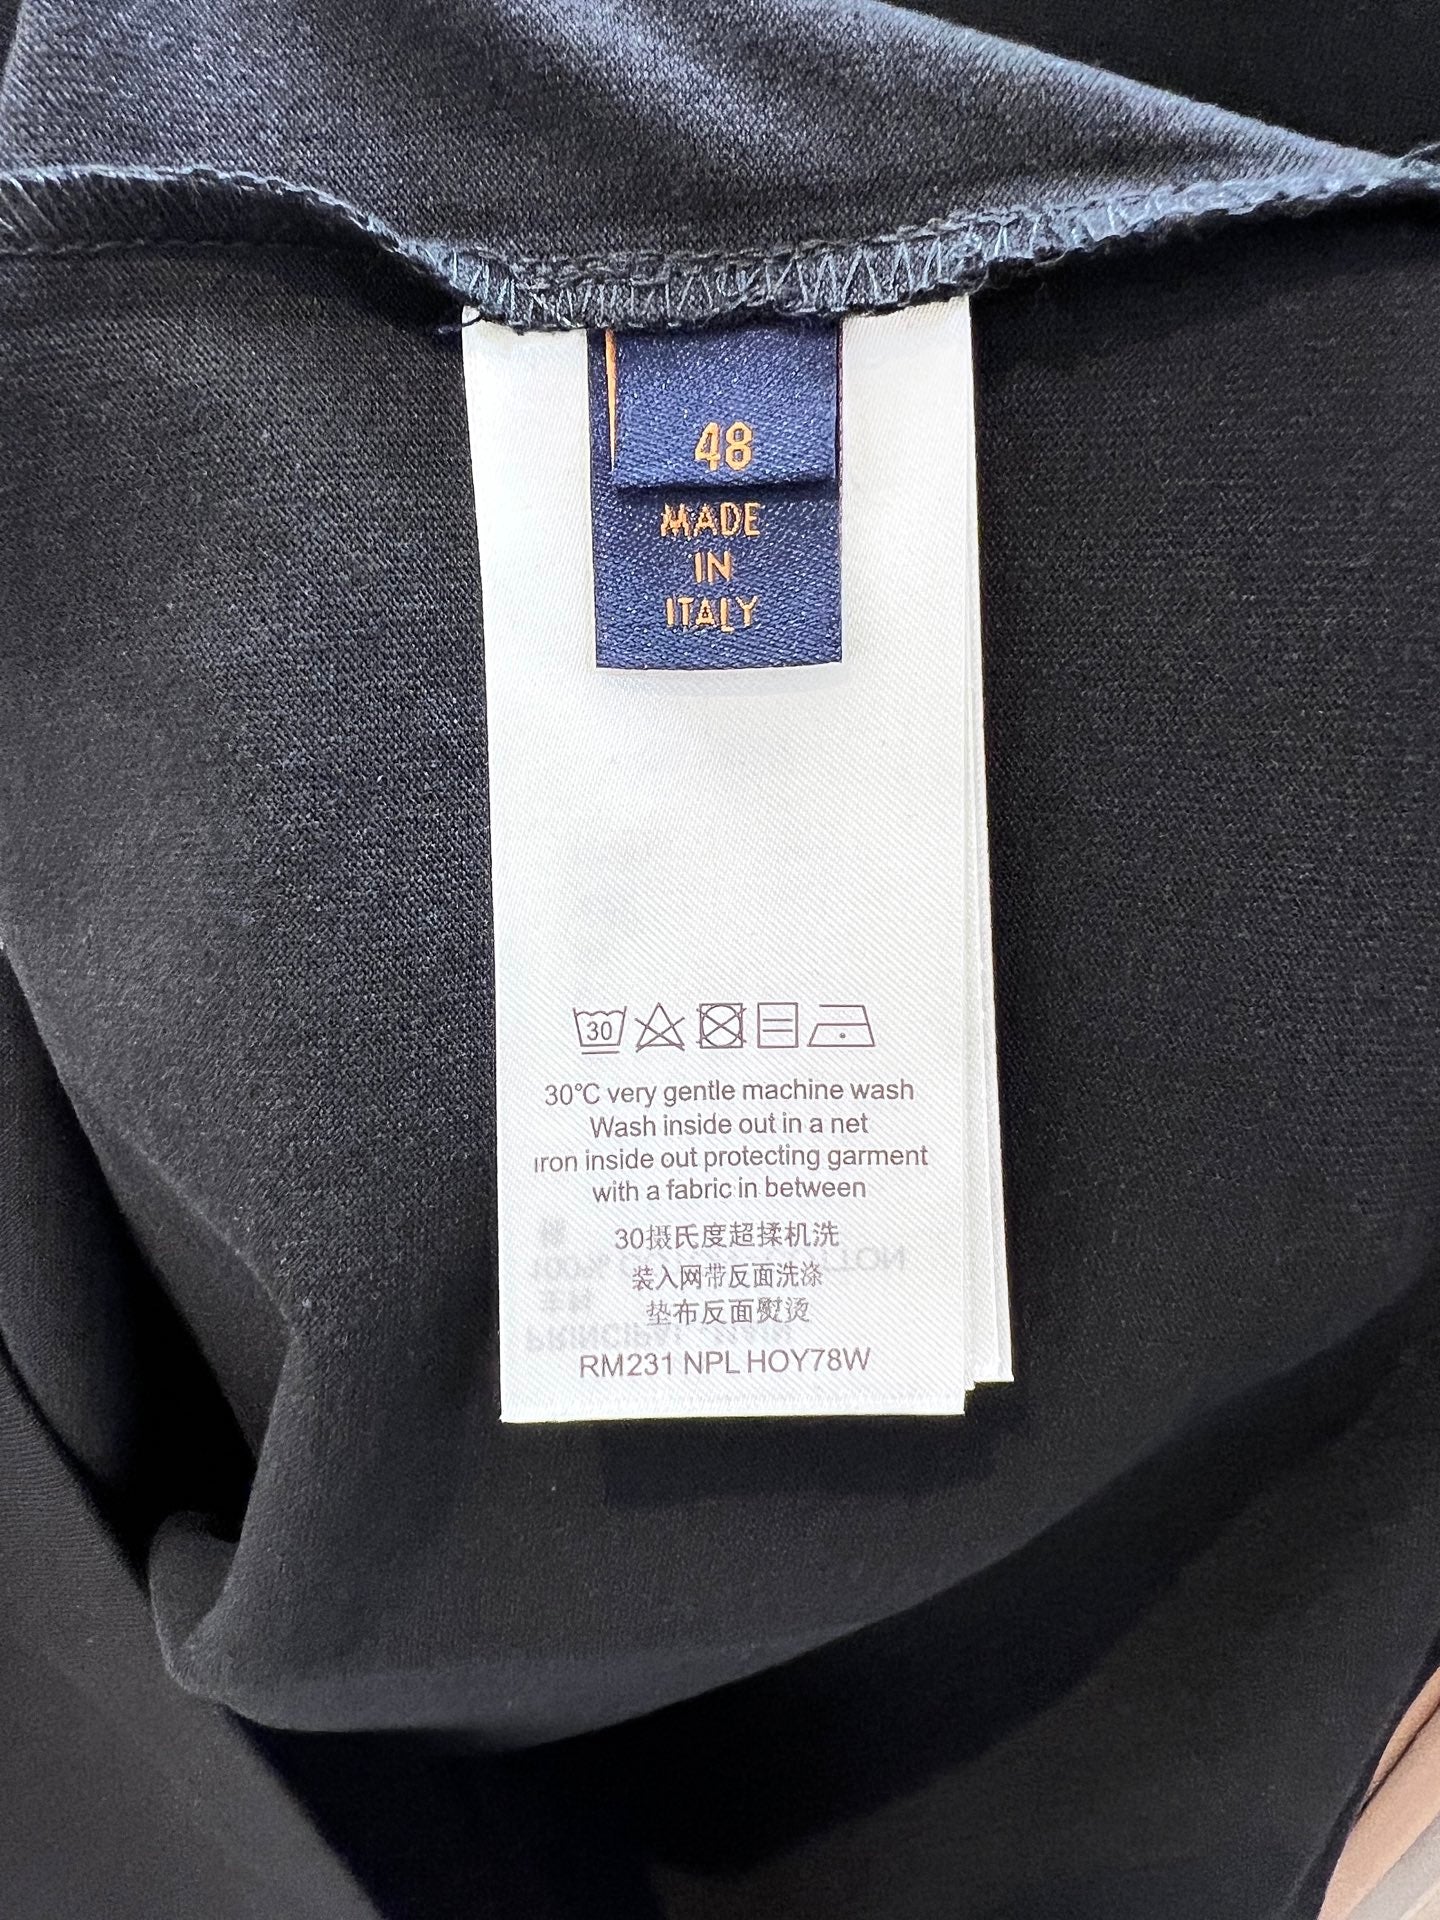 48
MADE
IN
ITALY
30
30°C very gentle machine wash
Wash inside out in a net
Iron inside out protecting garment
with a fabric in between
30摄氏度超揉机洗
装入网带反面洗涤
垫布反面熨烫
RM231 NPL HOY78W